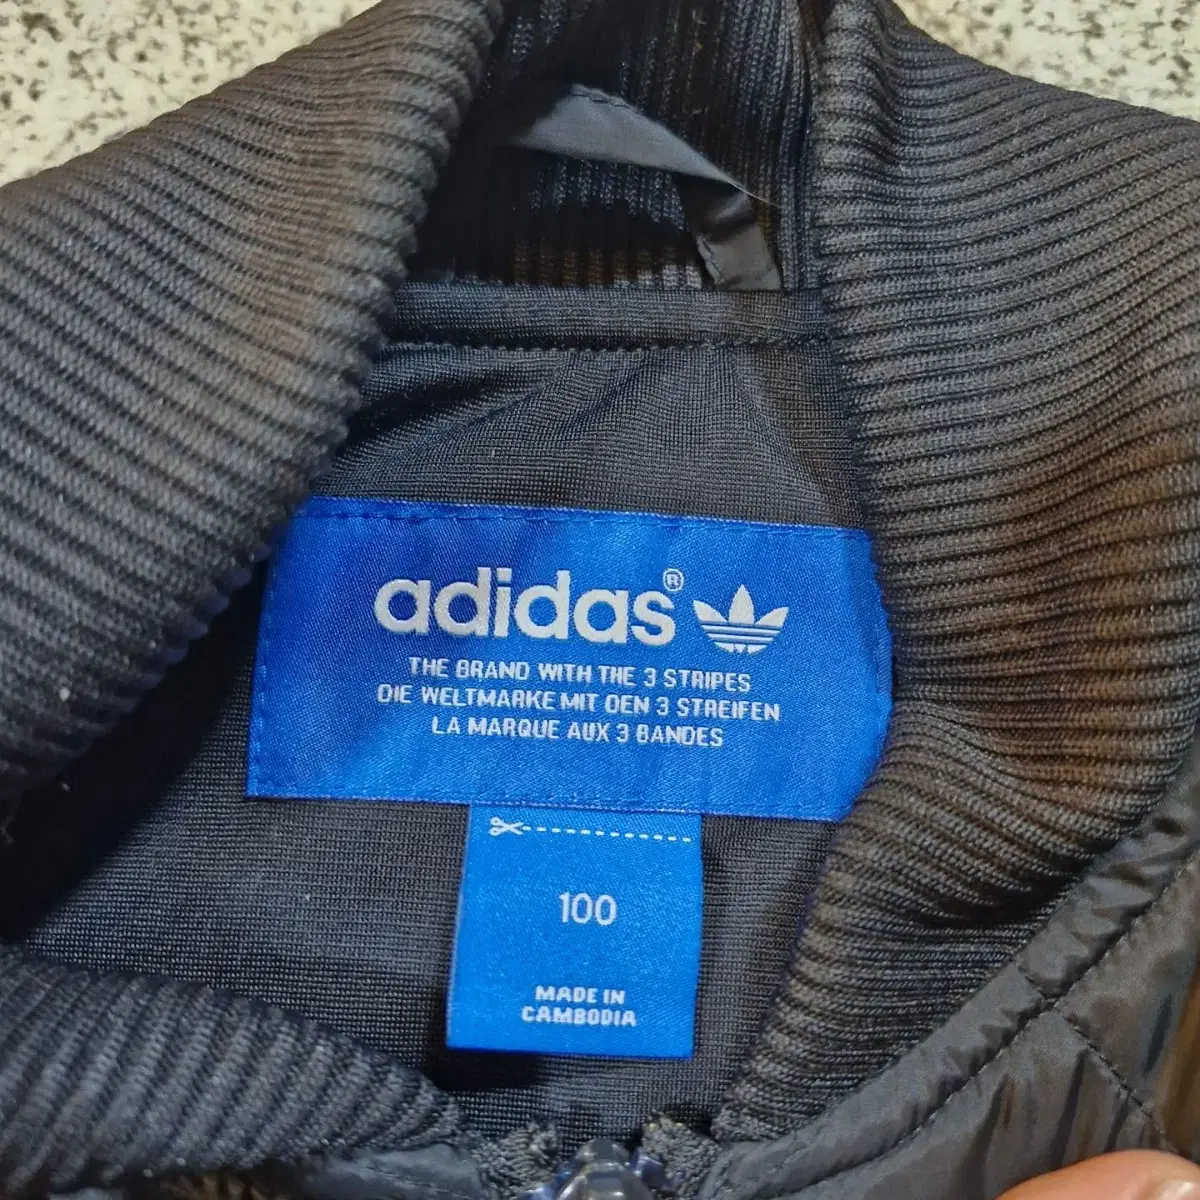 adidas®
THE BRAND WITH THE 3 STRIPES
DIE WELTMARKE MIT DEN 3 STREIFEN
LA MARQUE AUX 3 BANDES
100
MADE IN
CAMBODIA